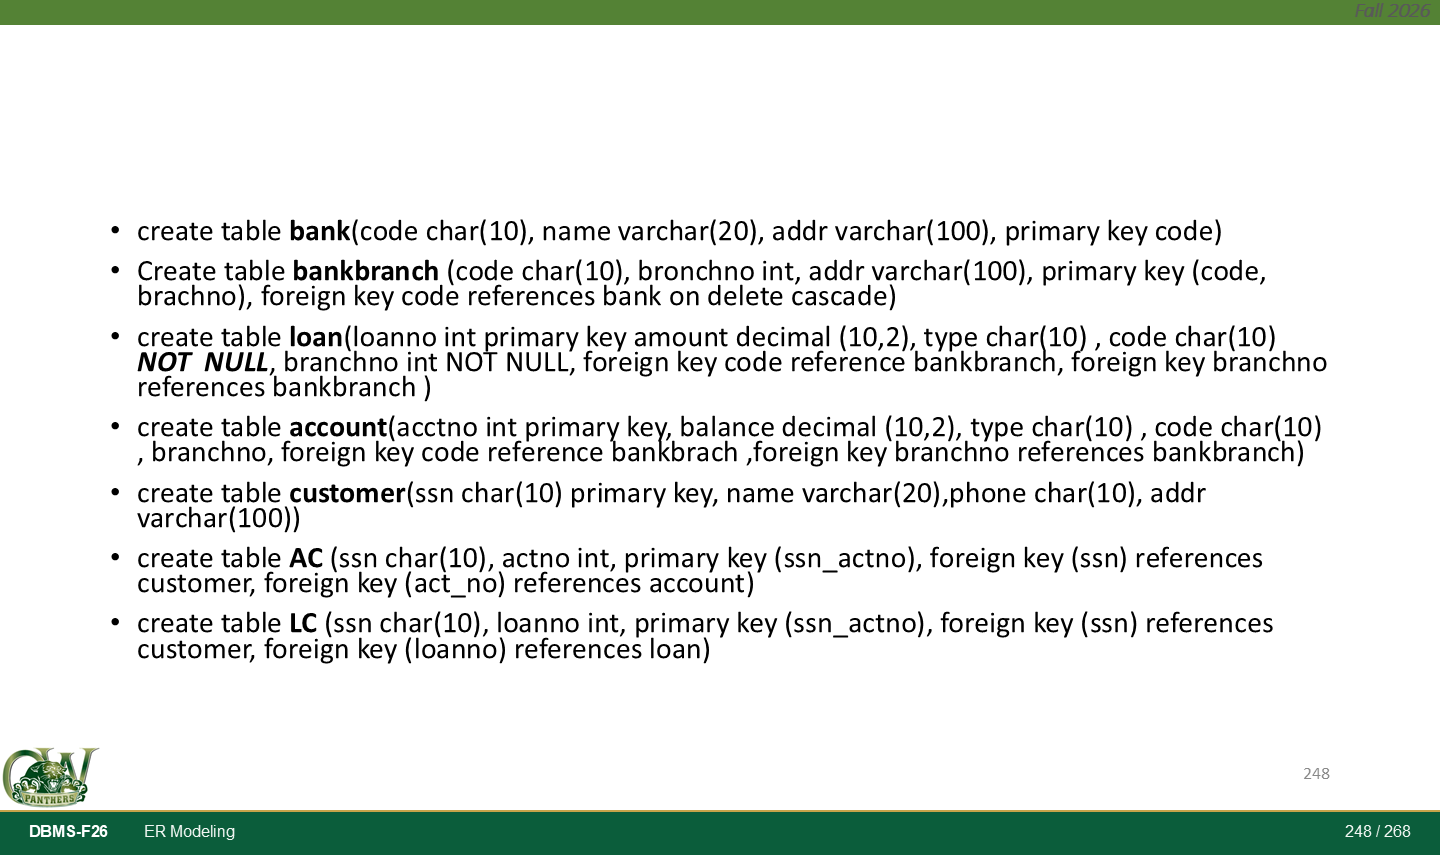 Fall 2026
• create table bank(code char(10), name varchar(20), addr varchar(100), primary key code)
• Create table bankbranch (code char(10), bronchno int, addr varchar(100), primary key (code,
brachno), foreign key code references bank on delete cascade)
• create table loan(loanno int primary key amount decimal (10,2), type char(10) , code char(10)
NOT NULL, branchno int NOT NULL, foreign key code reference bankbranch, foreign key branchno
references bankbranch )
• create table account(acctno int primary key, balance decimal (10,2), type char(10) , code char(10)
, branchno, foreign key code reference bankbrach ,foreign key branchno references bankbranch)
• create table customer(ssn char(10) primary key, name varchar(20),phone char(10), addr
varchar(100))
• create table AC (ssn char(10), actno int, primary key (ssn_actno), foreign key (ssn) references
customer, foreign key (act_no) references account)
• create table LC (ssn char(10), loanno int, primary key (ssn_actno), foreign key (ssn) references
customer, foreign key (loanno) references loan)
248
OW
PANTHERS
DBMS-F26 ER Modeling 248 / 268